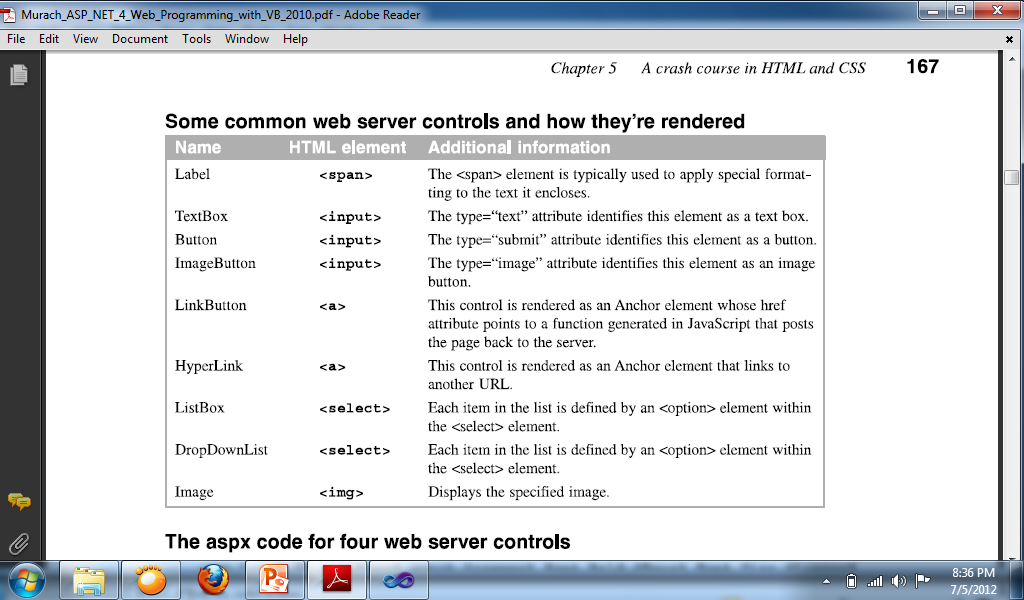 Murach_ASP_NET_4_Web_Programming_with_VB_2010.pdf - Adobe Reader
File Edit View Document Tools Window Help
Chapter 5 A crash course in HTML and CSS 167
Some common web server controls and how they're rendered
Name HTML element Additional information
Label <span> The <span> element is typically used to apply special format-
ting to the text it encloses.
TextBox <input> The type=“text” attribute identifies this element as a text box.
Button <input> The type=“submit” attribute identifies this element as a button.
ImageButton <input> The type=“image” attribute identifies this element as an image
button.
LinkButton <a> This control is rendered as an Anchor element whose href
attribute points to a function generated in JavaScript that posts
the page back to the server.
HyperLink <a> This control is rendered as an Anchor element that links to
another URL.
ListBox <select> Each item in the list is defined by an <option> element within
the <select> element.
DropDownList <select> Each item in the list is defined by an <option> element within
the <select> element.
Image <img> Displays the specified image.
The aspx code for four web server controls
8:36 PM
7/5/2012